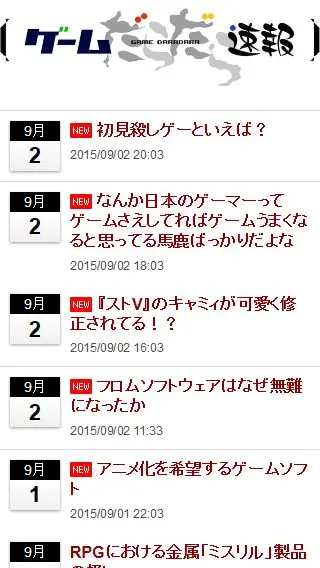 ゲームだらだら速報
GAME DARADARA
9月
2
NEW 初見殺しゲーといえば？
2015/09/02 20:03
9月
2
NEW なんか日本のゲーマーって
ゲームさえしてればゲームうまくな
ると思ってる馬鹿ばっかりだよな
2015/09/02 18:03
9月
2
NEW 『ストV』のキャミィが可愛く修
正されてる！？
2015/09/02 16:03
9月
2
NEW フロムソフトウェアはなぜ無難
になったか
2015/09/02 11:33
9月
1
NEW アニメ化を希望するゲームソフ
ト
2015/09/01 22:03
9月
RPGにおける金属「ミスリル」製品